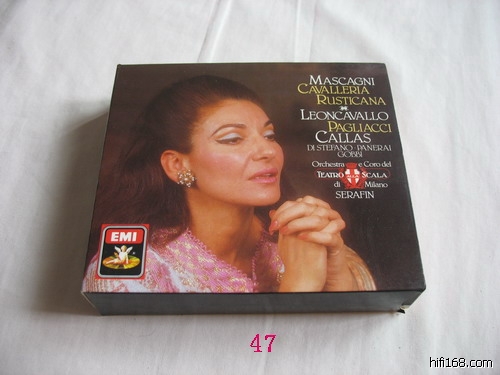 MASCAGNI
CAVALLERIA
RUSTICANA
LEONCAVALLO
PAGLIACCI
CALLAS
DI STEFANO · PANERAI
GOBBI
Orchestra e Coro del
TEATRO SCALA
di Milano
SERAFIN
EMI
47
hifi168.com